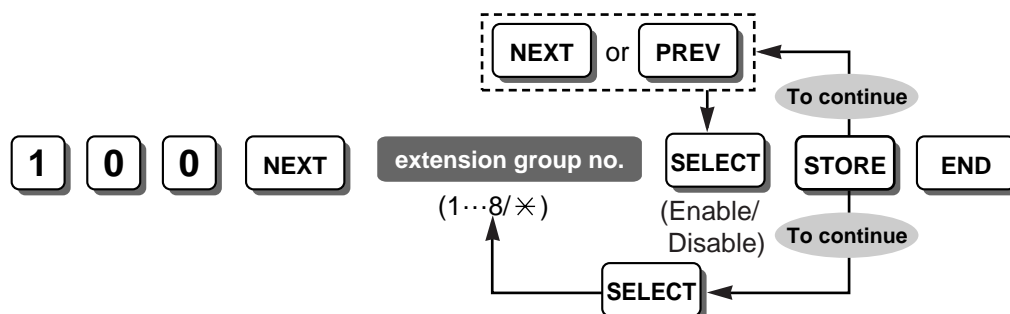 NEXT or PREV
To continue
1 0 0 NEXT extension group no. SELECT STORE END
(1···8/✳)
(Enable/
Disable)
To continue
SELECT